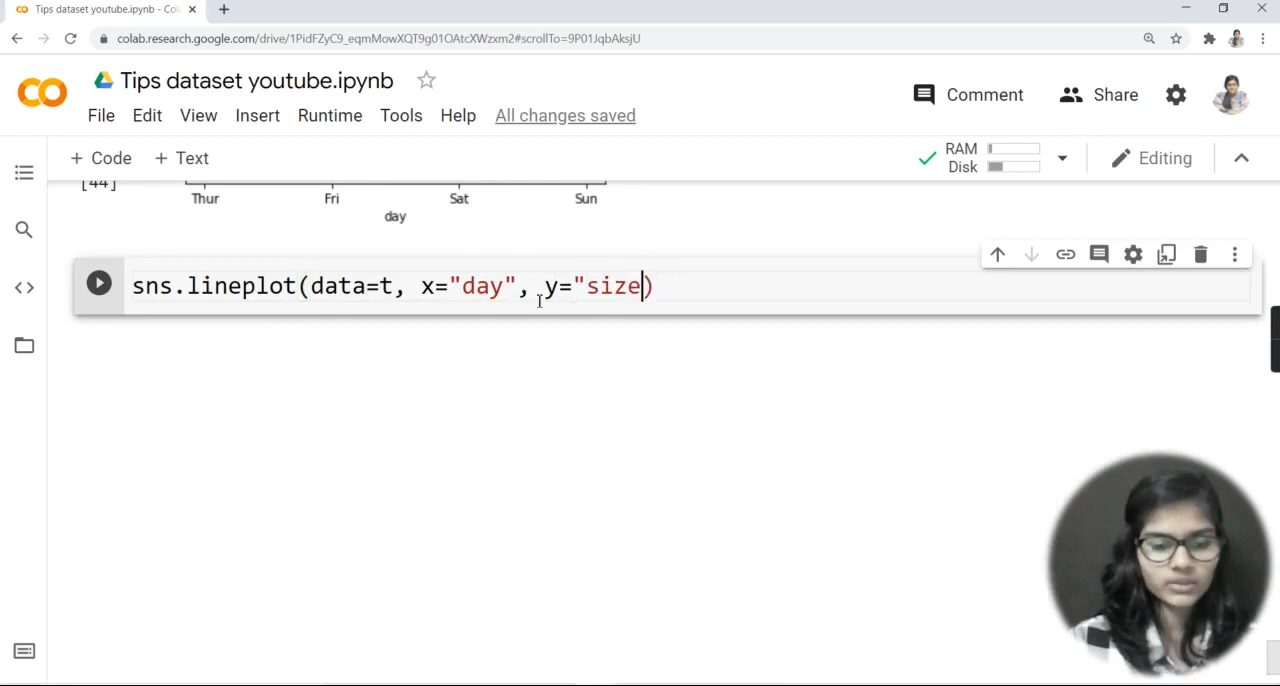 Tips dataset youtube.ipynb - Col
colab.research.google.com/drive/1PidFZyC9_eqmMowXQT9g01OAtcXWzxm2#scrollTo=9P01JqbAksjU
Tips dataset youtube.ipynb
File Edit View Insert Runtime Tools Help All changes saved
Comment Share
+ Code + Text
RAM
Disk
Editing
[44]
Thur Fri Sat Sun
day
sns.lineplot(data=t, x="day", y="size)